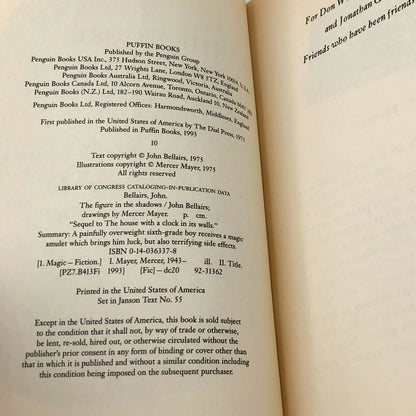 PUFFIN BOOKS
Published by the Penguin Group
Penguin Books USA Inc., 375 Hudson Street, New York, New York 10014, U.S.A.
Penguin Books Ltd, 27 Wrights Lane, London W8 5TZ, England
Penguin Books Australia Ltd, Ringwood, Victoria, Australia
Penguin Books Canada Ltd, 10 Alcorn Avenue, Toronto, Ontario, Canada
Penguin Books (N.Z.) Ltd, 182–190 Wairau Road, Auckland 10, New Zealand
Penguin Books Ltd, Registered Offices: Harmondsworth, Middlesex, England
First published in the United States of America by The Dial Press, 1975
Published in Puffin Books, 1993
10
Text copyright © John Bellairs, 1975
Illustrations copyright © Mercer Mayer, 1975
All rights reserved
LIBRARY OF CONGRESS CATALOGING-IN-PUBLICATION DATA
Bellairs, John.
The figure in the shadows / John Bellairs;
drawings by Mercer Mayer. p. cm.
"Sequel to The house with a clock in its walls."
Summary: A painfully overweight sixth-grade boy receives a magic
amulet which brings him luck, but also terrifying side effects.
ISBN 0-14-036337-8
[1. Magic—Fiction.] I. Mayer, Mercer, 1943– ill. II. Title.
[PZ7.B413Fi 1993] [Fic]—dc20 92-31362
Printed in the United States of America
Set in Janson Text No. 55
Except in the United States of America, this book is sold subject
to the condition that it shall not, by way of trade or otherwise,
be lent, re-sold, hired out, or otherwise circulated without the
publisher's prior consent in any form of binding or cover other than
that in which it is published and without a similar condition including
this condition being imposed on the subsequent purchaser.
For Don W
and Jonathan G
Friends who have been friends